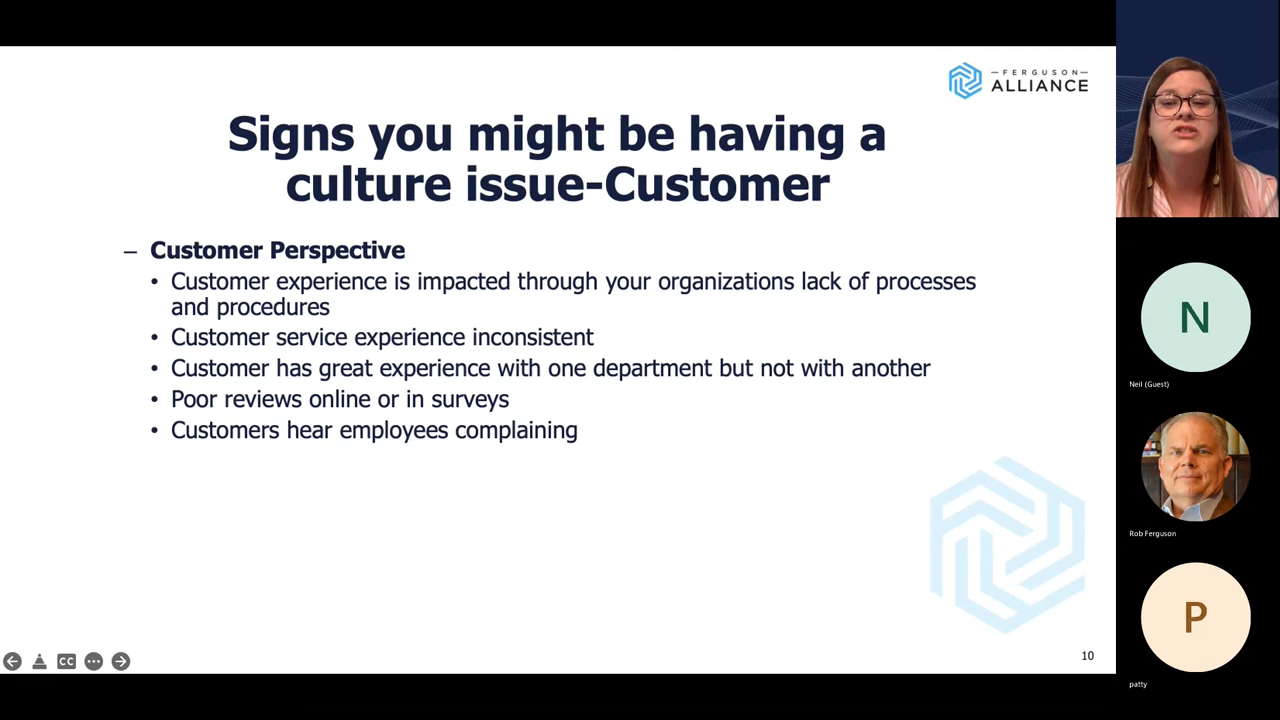 FERGUSON
ALLIANCE
Signs you might be having a
culture issue-Customer
– Customer Perspective
• Customer experience is impacted through your organizations lack of processes
and procedures
• Customer service experience inconsistent
• Customer has great experience with one department but not with another
• Poor reviews online or in surveys
• Customers hear employees complaining
10
CC
N
Neil (Guest)
Rob Ferguson
P
patty